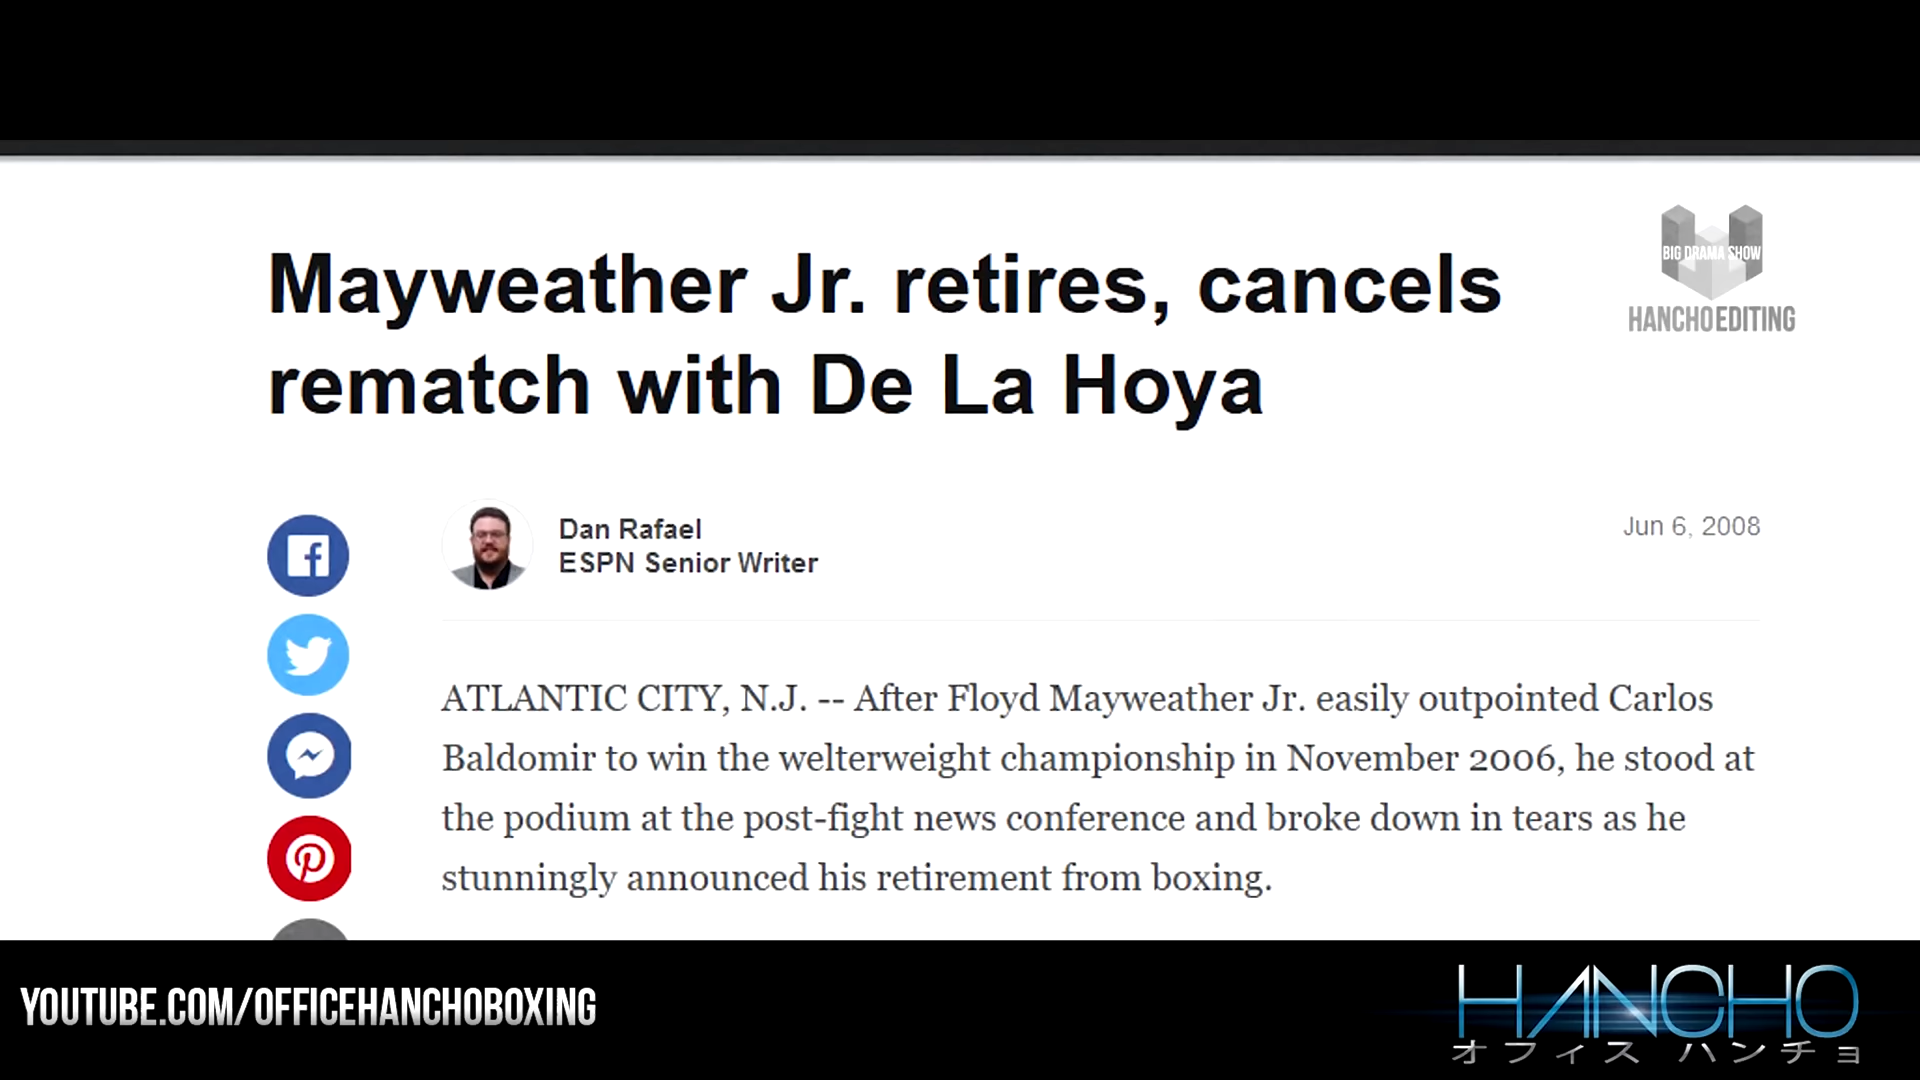 BIG DRAMA SHOW
HANCHOEDITING
Mayweather Jr. retires, cancels
rematch with De La Hoya
Dan Rafael
ESPN Senior Writer
Jun 6, 2008
ATLANTIC CITY, N.J. -- After Floyd Mayweather Jr. easily outpointed Carlos
Baldomir to win the welterweight championship in November 2006, he stood at
the podium at the post-fight news conference and broke down in tears as he
stunningly announced his retirement from boxing.
YOUTUBE.COM/OFFICEHANCHOBOXING
HANCHO
オフィス ハンチョ